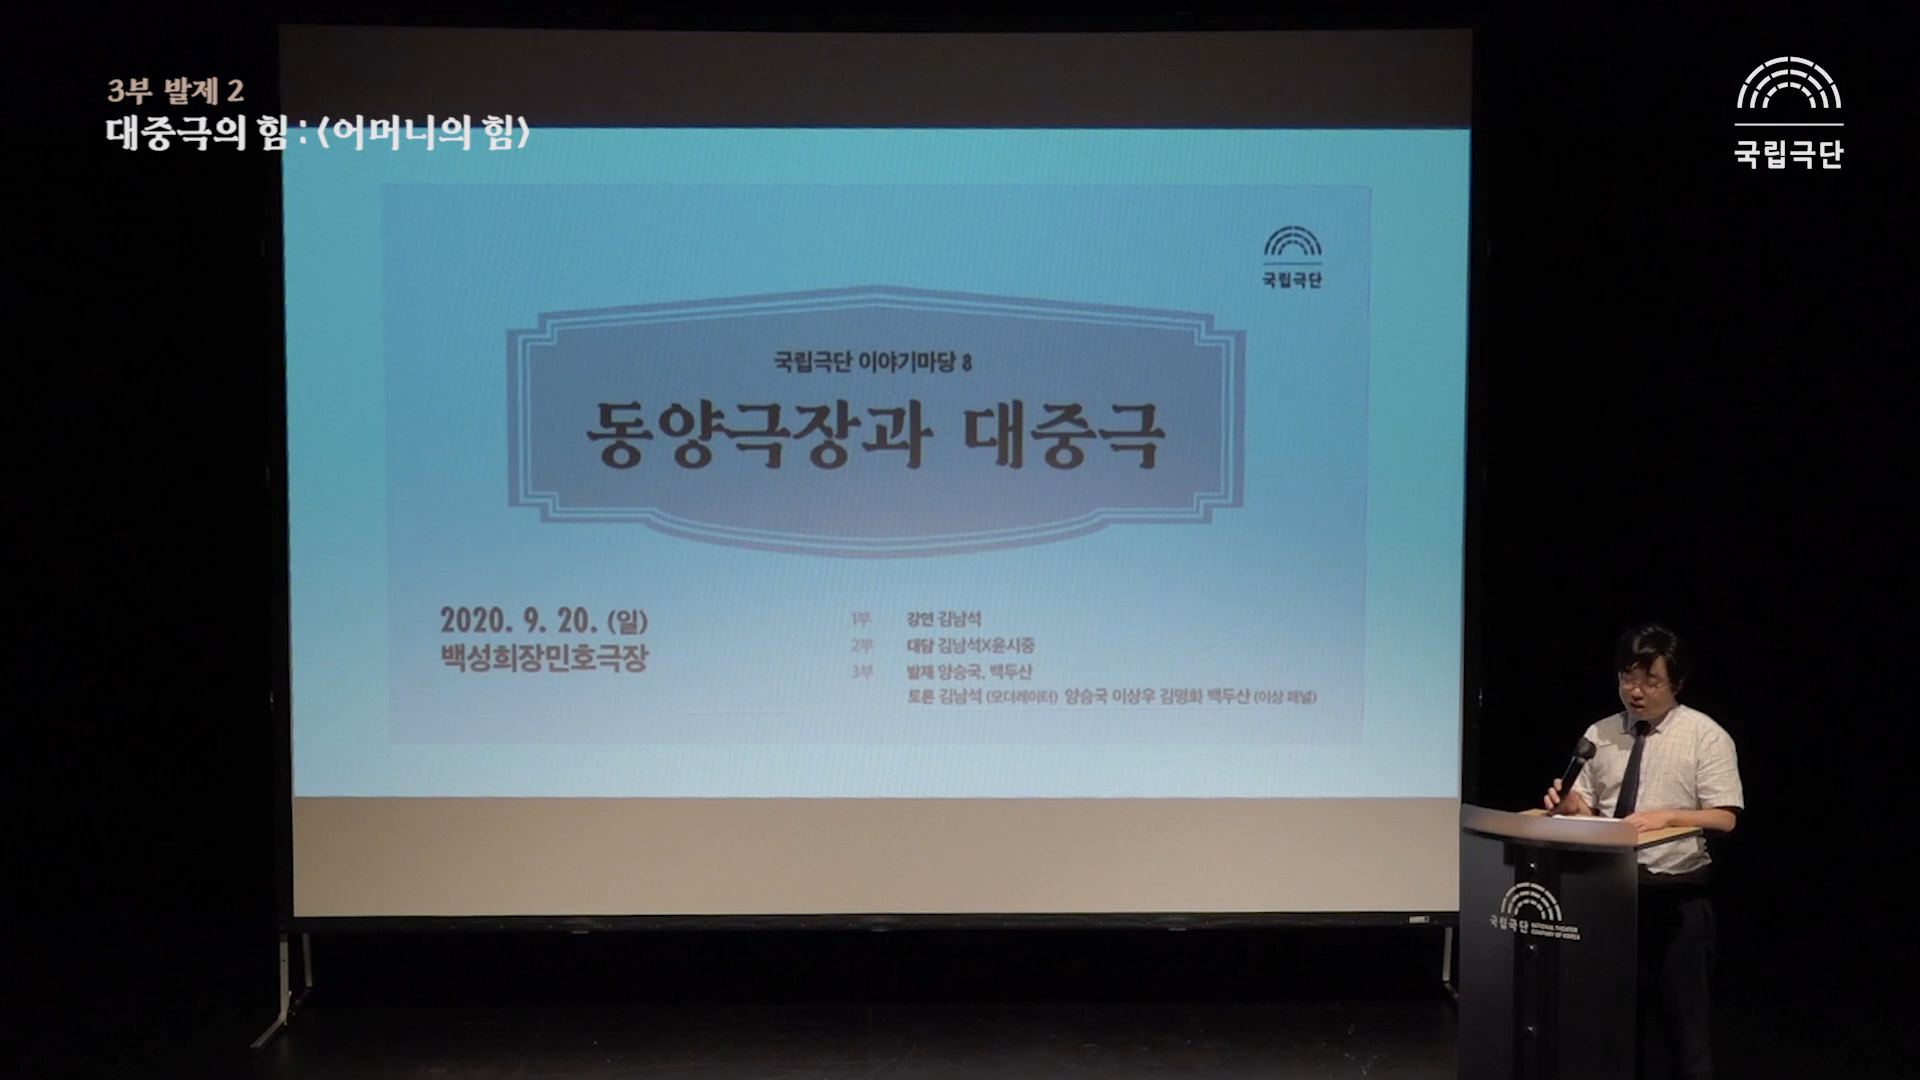 3부 발제 2
대중극의 힘 : <어머니의 힘>
국립극단
국립극단
국립극단 이야기마당 8
동양극장과 대중극
2020. 9. 20. (일)
백성희장민호극장
1부 강연 김남석
2부 대담 김남석X윤시중
3부 발제 양승국, 백두산
토론 김남석 (모더레이터) 양승국 이상우 김명화 백두산 (이상 패널)
국립극단 NATIONAL THEATER
COMPANY OF KOREA